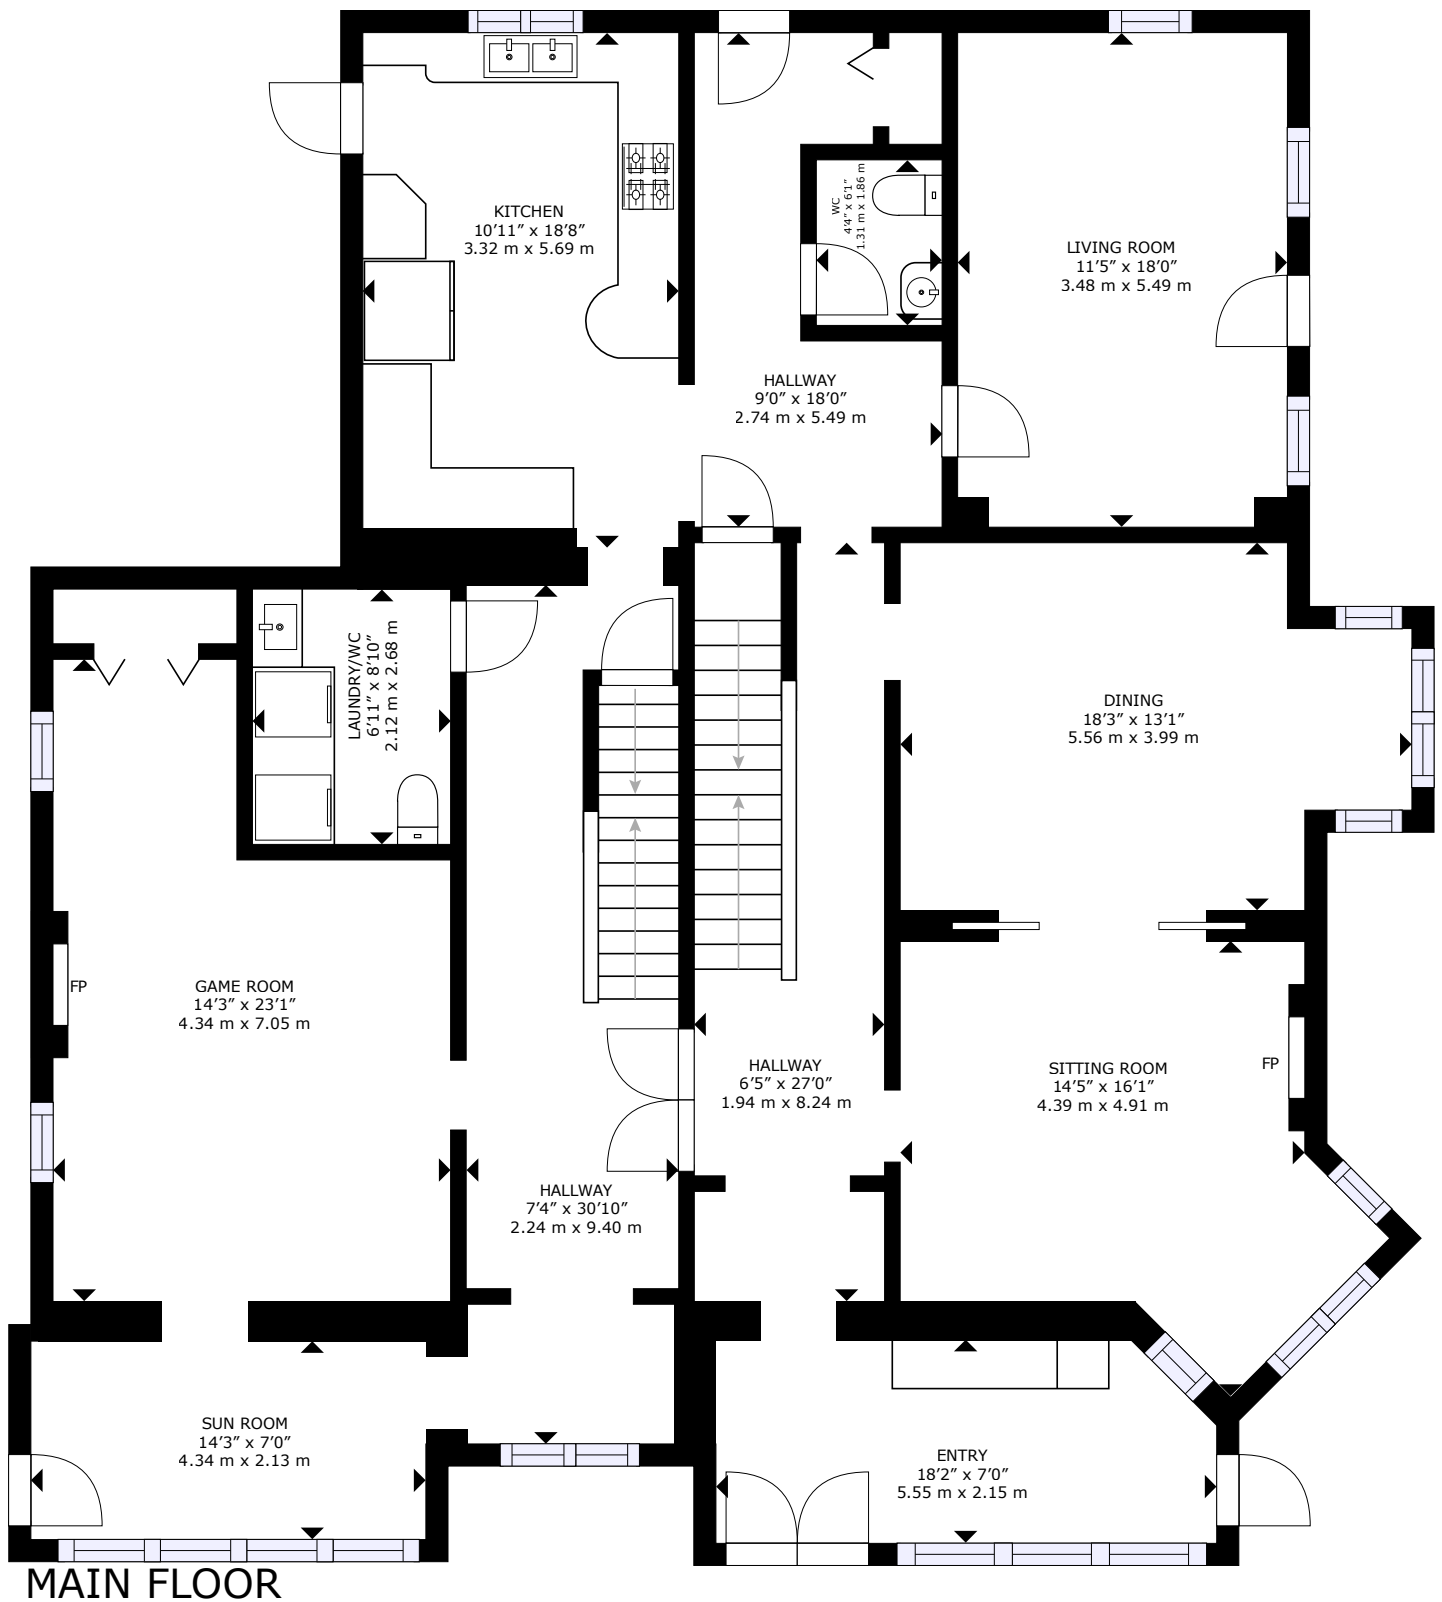 KITCHEN
10'11" x 18'8"
3.32 m x 5.69 m
WC
4'4" x 6'1"
1.31 m x 1.86 m
LIVING ROOM
11'5" x 18'0"
3.48 m x 5.49 m
HALLWAY
9'0" x 18'0"
2.74 m x 5.49 m
LAUNDRY/WC
6'11" x 8'10"
2.12 m x 2.68 m
DINING
18'3" x 13'1"
5.56 m x 3.99 m
FP
GAME ROOM
14'3" x 23'1"
4.34 m x 7.05 m
HALLWAY
6'5" x 27'0"
1.94 m x 8.24 m
SITTING ROOM
14'5" x 16'1"
4.39 m x 4.91 m
FP
HALLWAY
7'4" x 30'10"
2.24 m x 9.40 m
SUN ROOM
14'3" x 7'0"
4.34 m x 2.13 m
ENTRY
18'2" x 7'0"
5.55 m x 2.15 m
MAIN FLOOR